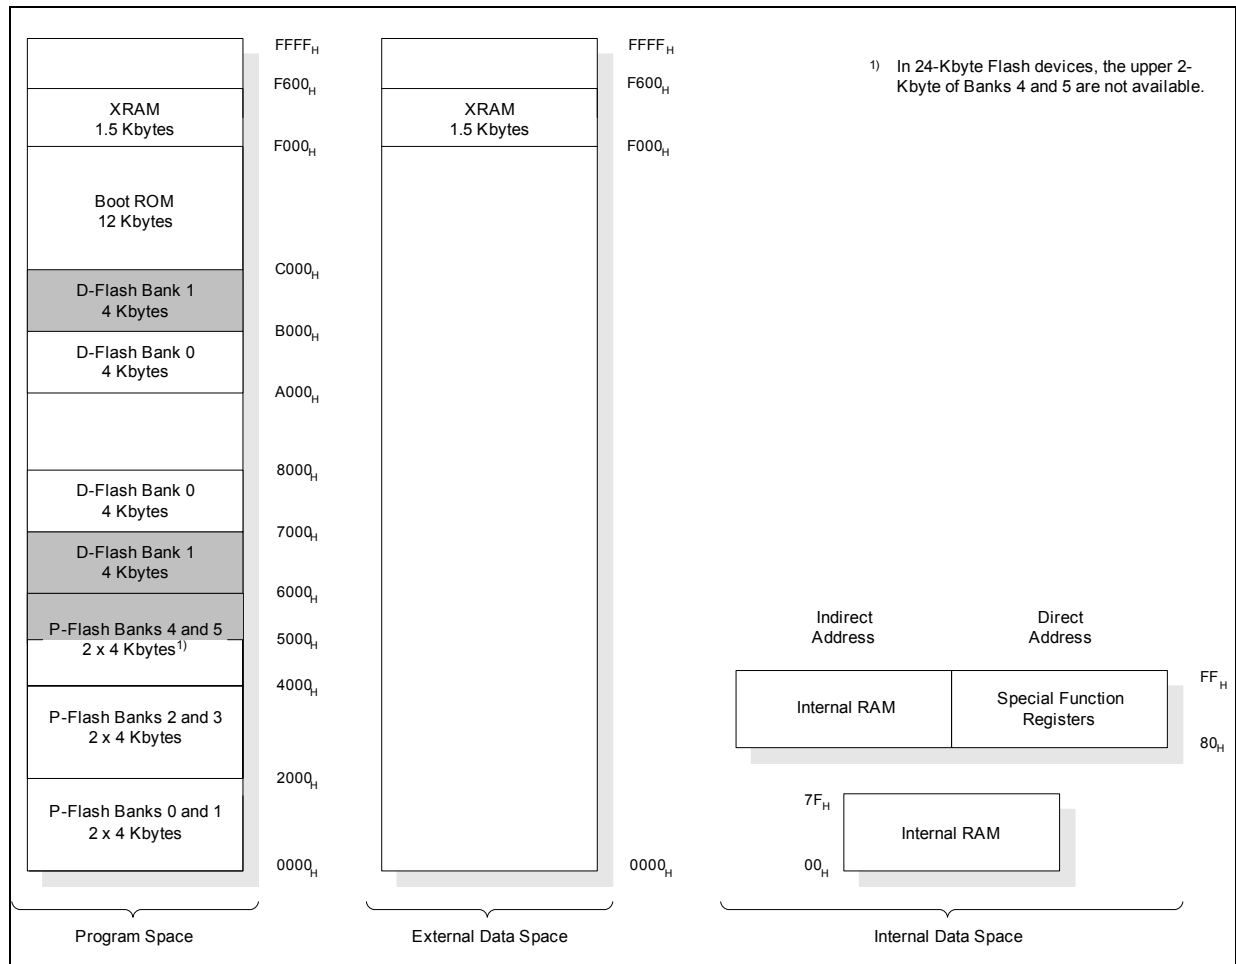 FFFFH
F600H
XRAM
1.5 Kbytes
F000H
Boot ROM
12 Kbytes
C000H
D-Flash Bank 1
4 Kbytes
B000H
D-Flash Bank 0
4 Kbytes
A000H
8000H
D-Flash Bank 0
4 Kbytes
7000H
D-Flash Bank 1
4 Kbytes
6000H
P-Flash Banks 4 and 5
2 x 4 Kbytes1)
5000H
4000H
P-Flash Banks 2 and 3
2 x 4 Kbytes
2000H
P-Flash Banks 0 and 1
2 x 4 Kbytes
0000H
Program Space
FFFFH
F600H
XRAM
1.5 Kbytes
F000H
0000H
External Data Space
1) In 24-Kbyte Flash devices, the upper 2-
Kbyte of Banks 4 and 5 are not available.
Indirect
Address
Direct
Address
Internal RAM
Special Function
Registers
FFH
80H
7FH
Internal RAM
00H
Internal Data Space